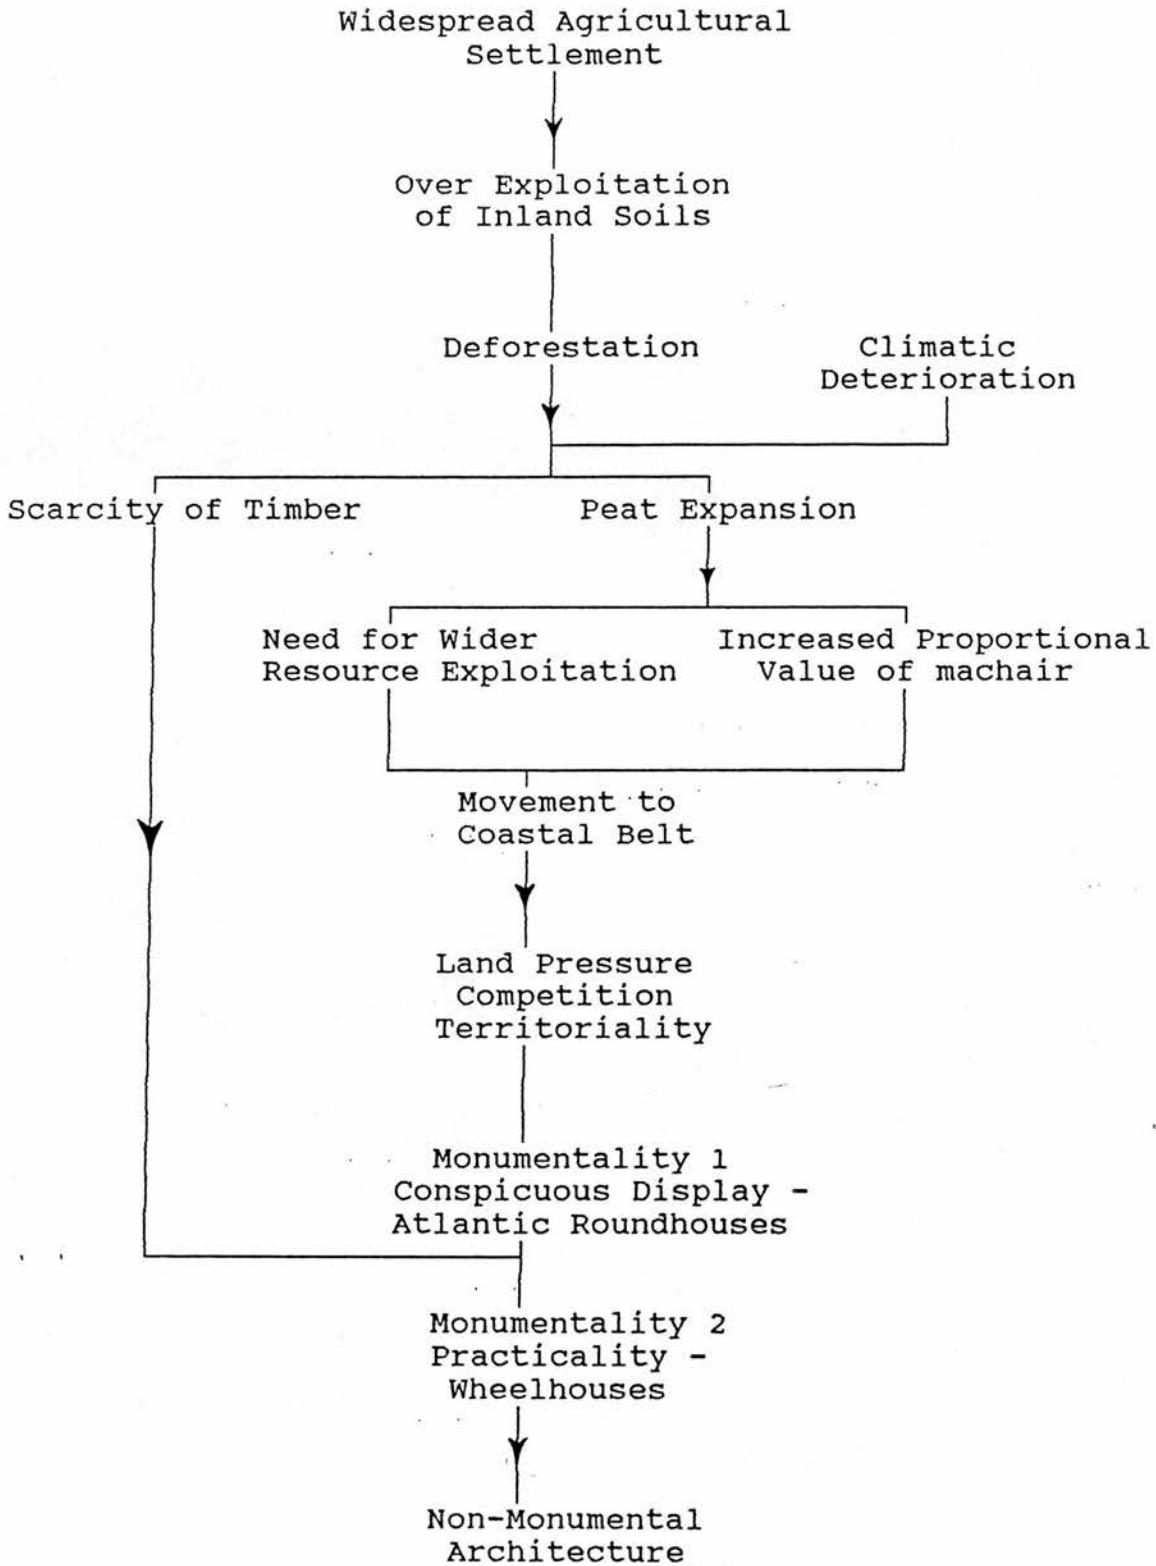 Widespread Agricultural
Settlement
Over Exploitation
of Inland Soils
Deforestation
Climatic
Deterioration
Scarcity of Timber
Peat Expansion
Need for Wider
Resource Exploitation
Increased Proportional
Value of machair
Movement to
Coastal Belt
Land Pressure
Competition
Territoriality
Monumentality 1
Conspicuous Display -
Atlantic Roundhouses
Monumentality 2
Practicality -
Wheelhouses
Non-Monumental
Architecture